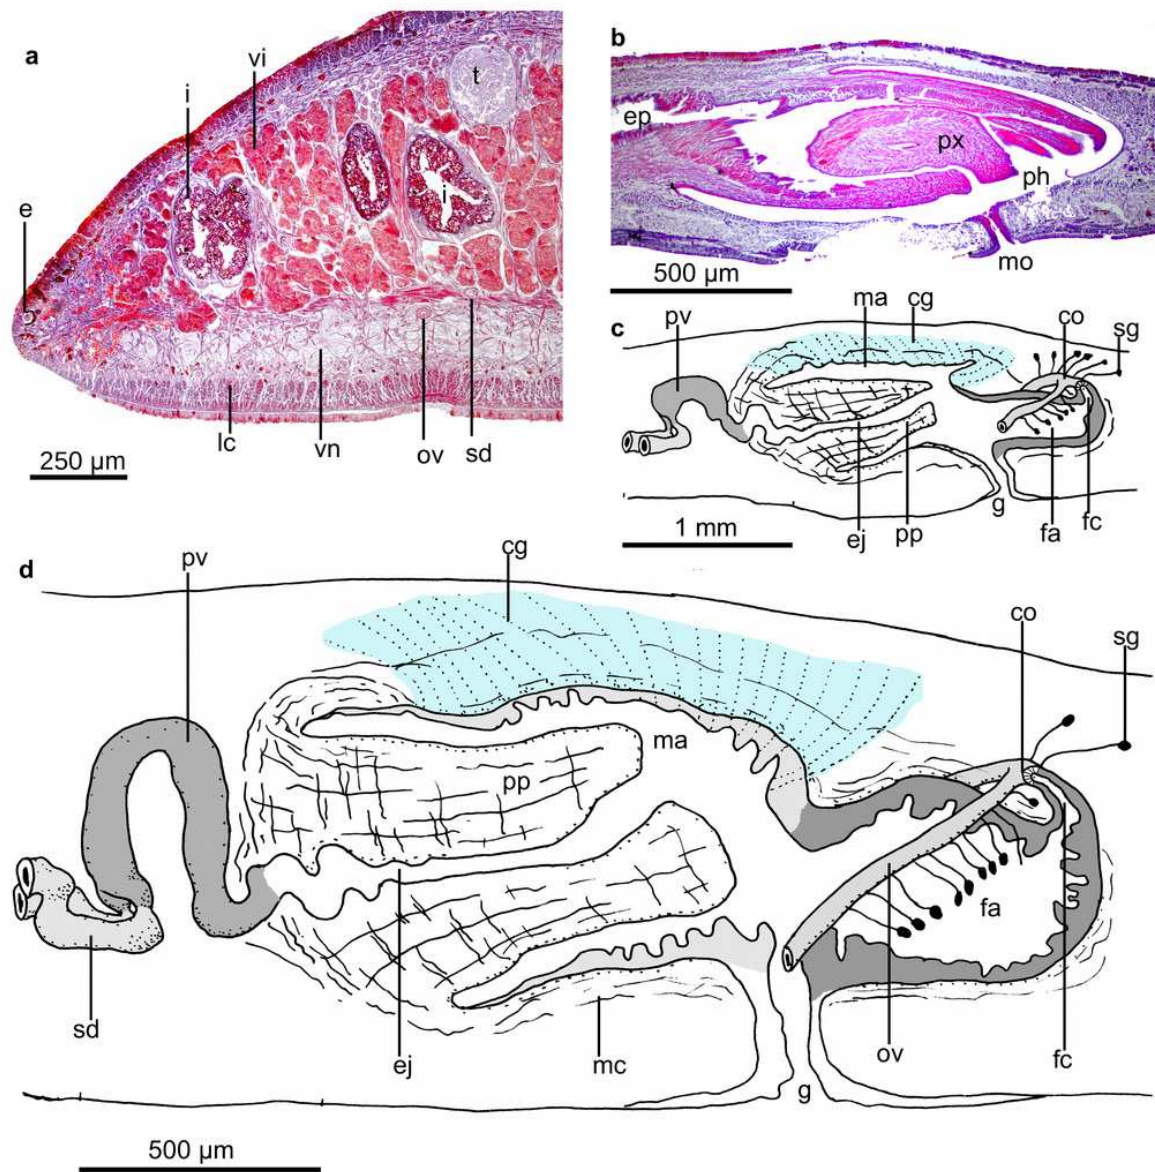 a
vi
t
i
i
e
lc
vn
ov
sd
250 µm
b
ep
px
ph
mo
500 µm
c
pv
ma
cg
co
sg
g
fa
fc
ej
pp
1 mm
d
pv
cg
co
sg
ma
pp
fa
sd
ej
mc
g
ov
fc
500 µm